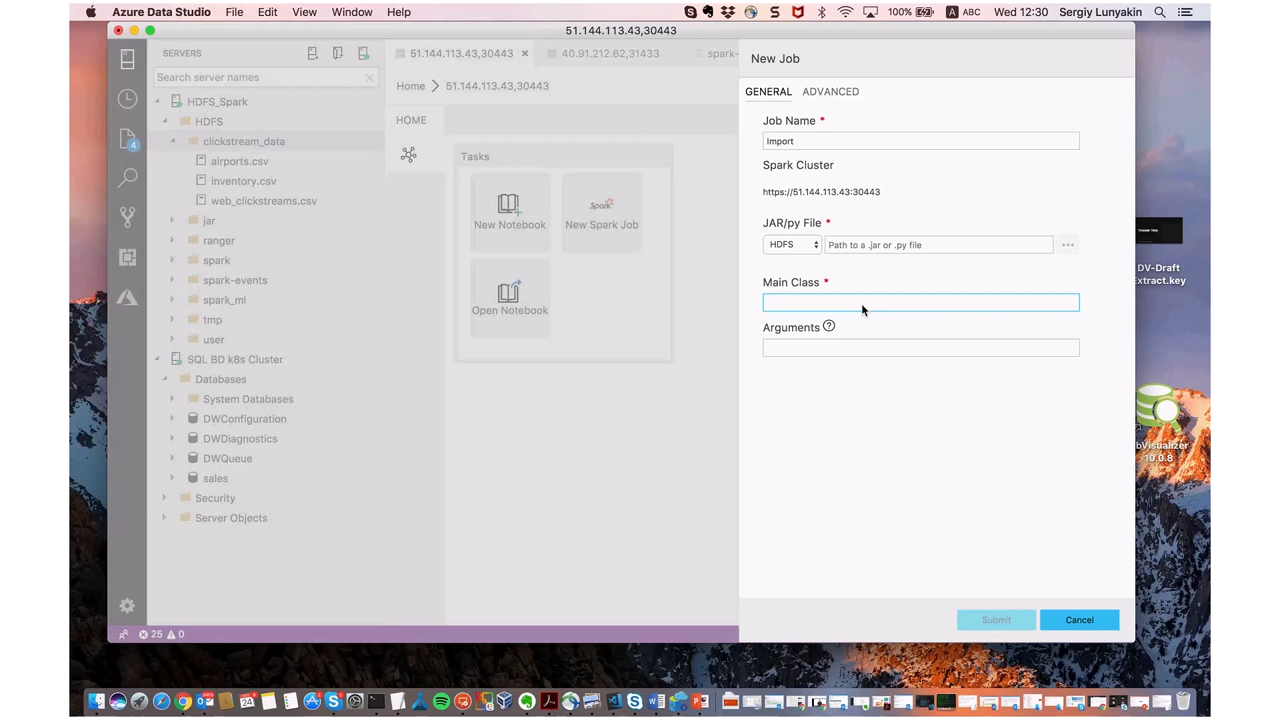 Azure Data Studio File Edit View Window Help 100% ABC Wed 12:30 Sergiy Lunyakin
51.144.113.43,30443
SERVERS
Search server names
HDFS_Spark
HDFS
clickstream_data
airports.csv
inventory.csv
web_clickstreams.csv
jar
ranger
spark
spark-events
spark_ml
tmp
user
SQL BD k8s Cluster
Databases
System Databases
DWConfiguration
DWDiagnostics
DWQueue
sales
Security
Server Objects
4
25 0
51.144.113.43,30443 40.91.212.62,31433 spark-
Home 51.144.113.43,30443
HOME
Tasks
New Notebook
Spark
New Spark Job
Open Notebook
New Job
GENERAL ADVANCED
Job Name *
Import
Spark Cluster
https://51.144.113.43:30443
JAR/py File *
HDFS Path to a .jar or .py file
Main Class *
Arguments ?
Submit Cancel
THANK YOU
DV-Draft
Extract.key
bVisualizer
10.0.8